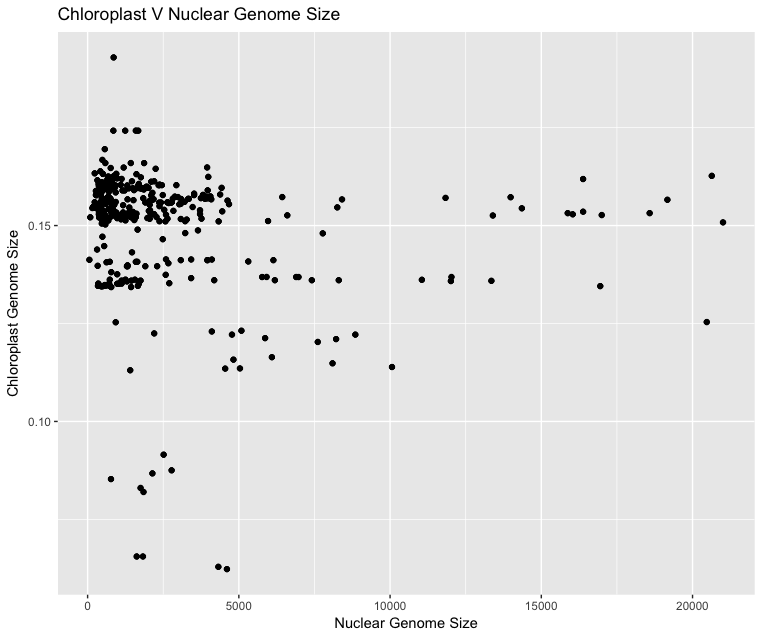 Chloroplast V Nuclear Genome Size
Chloroplast Genome Size
0.15
0.10
0 5000 10000 15000 20000
Nuclear Genome Size